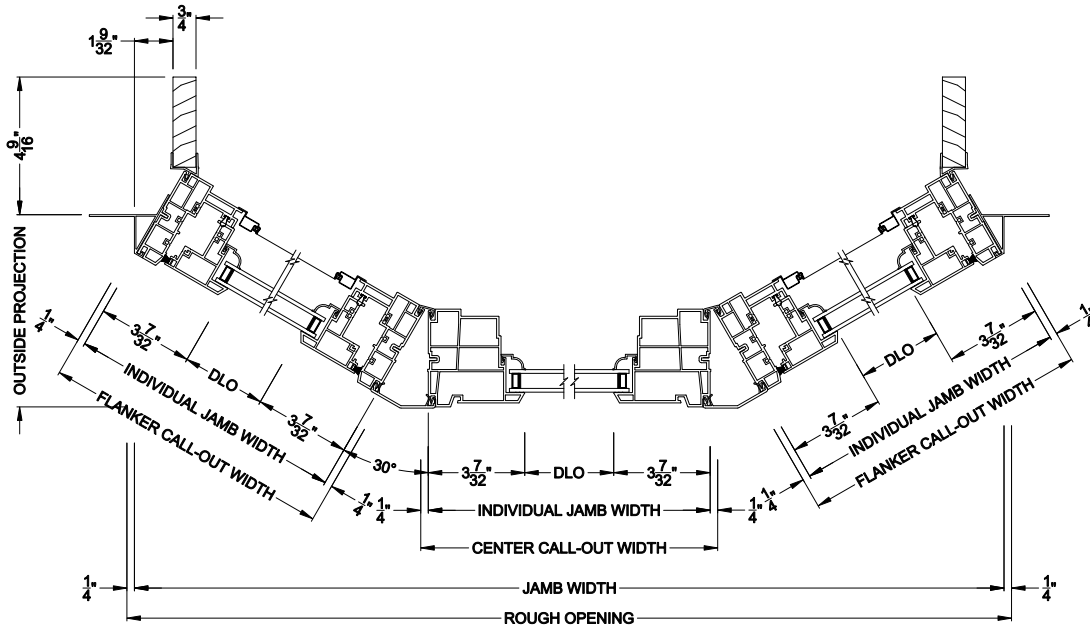 3/4"
1 9/32"
4 9/16"
OUTSIDE PROJECTION
1/4"
3 7/32"
DLO
3 7/32"
INDIVIDUAL JAMB WIDTH
FLANKER CALL-OUT WIDTH
1/4"
30°
1/4"
3 7/32"
DLO
3 7/32"
INDIVIDUAL JAMB WIDTH
CENTER CALL-OUT WIDTH
1/4"
1/4"
3 7/32"
DLO
3 7/32"
INDIVIDUAL JAMB WIDTH
FLANKER CALL-OUT WIDTH
1/4"
1/4"
JAMB WIDTH
1/4"
ROUGH OPENING